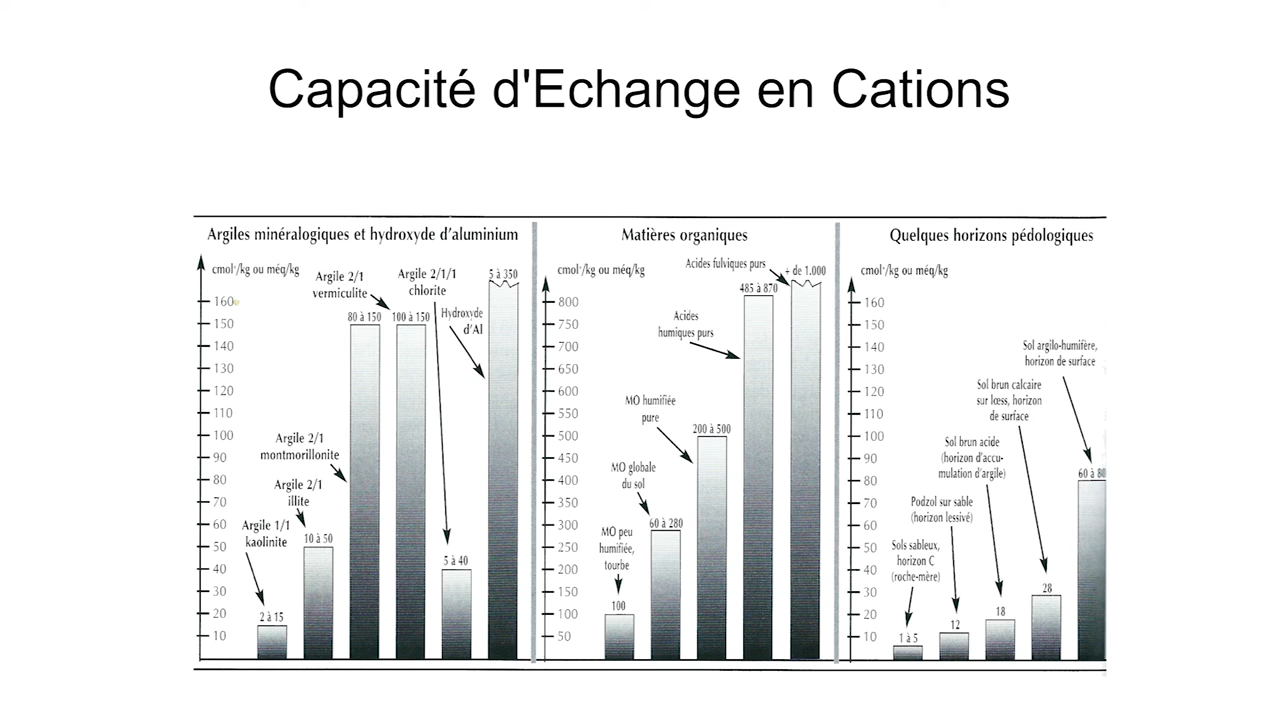 Capacité d'Echange en Cations
Argiles minéralogiques et hydroxyde d'aluminium
cmol⁺/kg ou méq/kg
160
150
140
130
120
110
100
90
80
70
60
50
40
30
20
10
Argile 1/1
kaolinite
2 à 15
Argile 2/1
illite
10 à 50
Argile 2/1
montmorillonite
80 à 150
Argile 2/1
vermiculite
100 à 150
Argile 2/1/1
chlorite
5 à 40
Hydroxyde
d'Al
5 à 350
Matières organiques
cmol⁺/kg ou méq/kg
800
750
700
650
600
550
500
450
400
350
300
250
200
150
100
50
MO peu
humifiée,
tourbe
100
MO globale
du sol
60 à 280
MO humifiée
pure
200 à 500
Acides
humiques purs
485 à 870
Acides fulviques purs
+ de 1.000
Quelques horizons pédologiques
cmol⁺/kg ou méq/kg
160
150
140
130
120
110
100
90
80
70
60
50
40
30
20
10
Sols sableux,
horizon C
(roche-mère)
1 à 5
Podzol sur sable
(horizon lessivé)
12
Sol brun acide
(horizon d'accu-
mulation d'argile)
18
Sol brun calcaire
sur lœss, horizon
de surface
28
Sol argilo-humifère,
horizon de surface
60 à 80